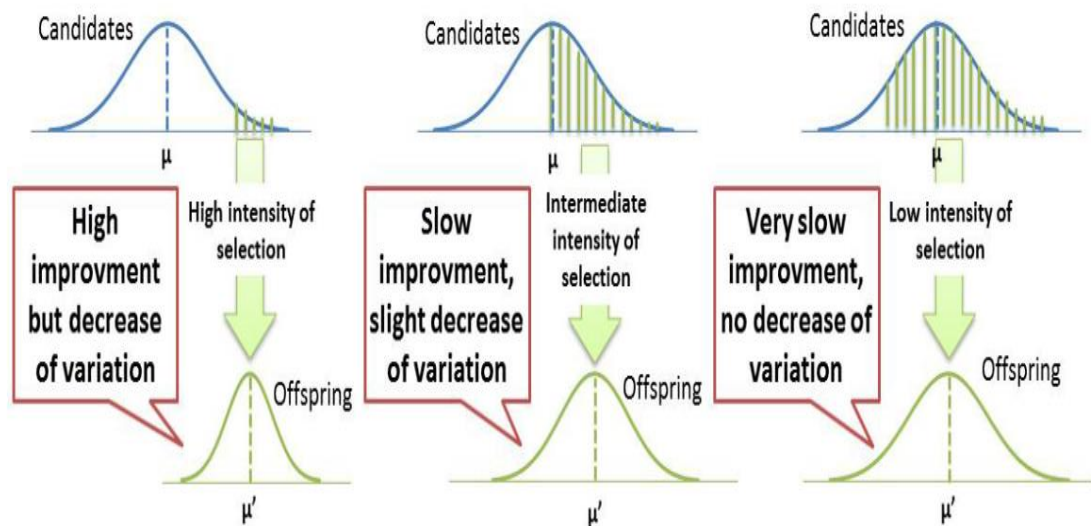 Candidates
μ
High
improvment
but decrease
of variation
High intensity of
selection
Offspring
μ'
Candidates
μ
Slow
improvment,
slight decrease
of variation
Intermediate
intensity of
selection
Offspring
μ'
Candidates
μ
Very slow
improvment,
no decrease of
variation
Low intensity of
selection
Offspring
μ'